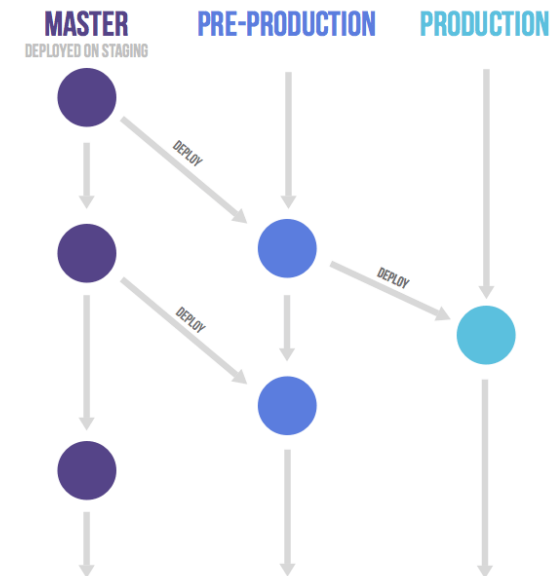 MASTER
DEPLOYED ON STAGING
PRE-PRODUCTION
PRODUCTION
DEPLOY
DEPLOY
DEPLOY